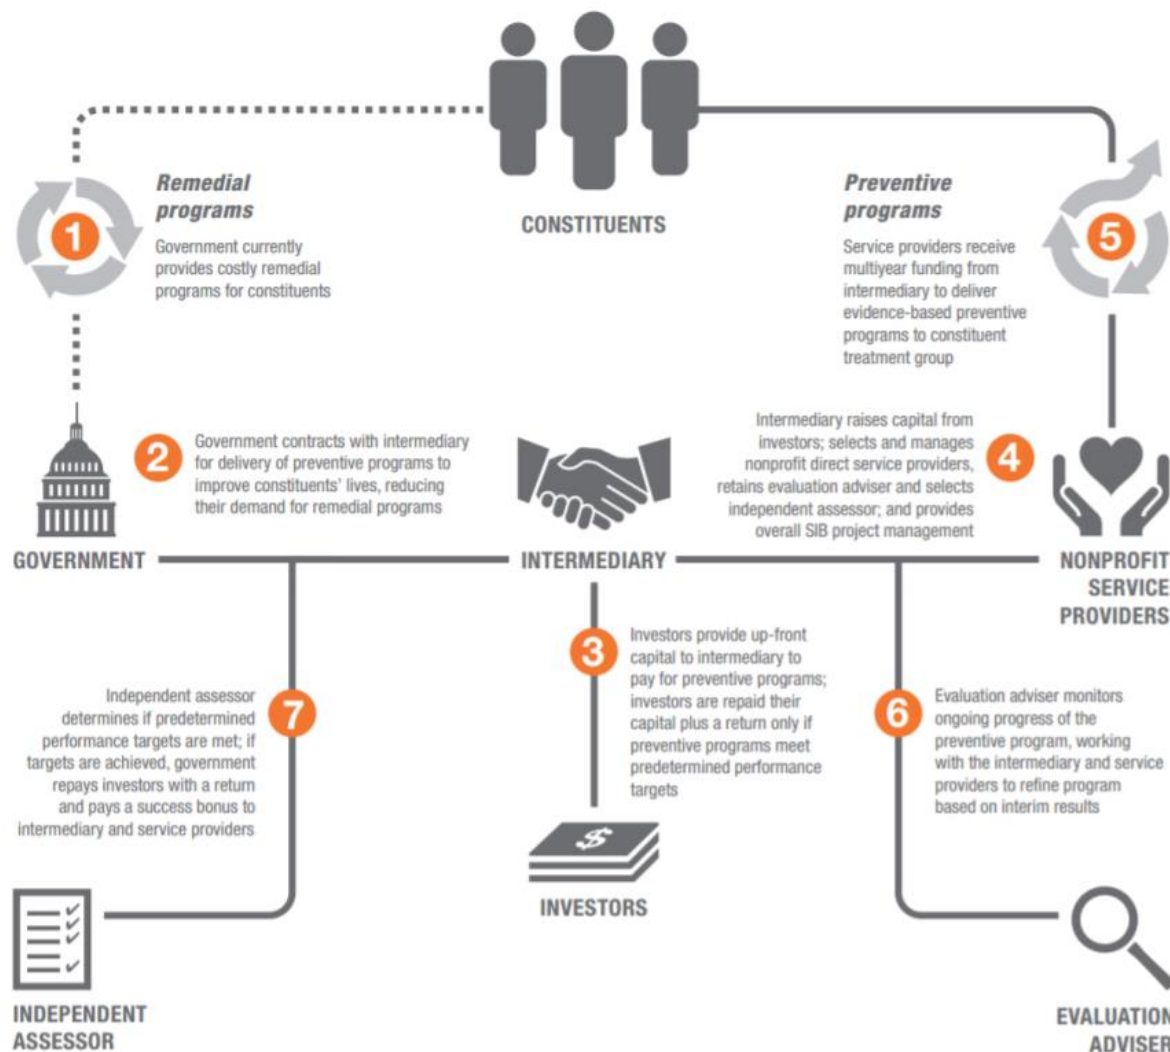 CONSTITUENTS
1
Remedial
programs
Government currently
provides costly remedial
programs for constituents
Preventive
programs
Service providers receive
multiyear funding from
intermediary to deliver
evidence-based preventive
programs to constituent
treatment group
5
GOVERNMENT
2
Government contracts with intermediary
for delivery of preventive programs to
improve constituents' lives, reducing
their demand for remedial programs
INTERMEDIARY
Intermediary raises capital from
investors; selects and manages
nonprofit direct service providers,
retains evaluation adviser and selects
independent assessor; and provides
overall SIB project management
4
NONPROFIT
SERVICE
PROVIDERS
Independent assessor
determines if predetermined
performance targets are met; if
targets are achieved, government
repays investors with a return
and pays a success bonus to
intermediary and service providers
7
3
Investors provide up-front
capital to intermediary to
pay for preventive programs;
investors are repaid their
capital plus a return only if
preventive programs meet
predetermined performance
targets
6
Evaluation adviser monitors
ongoing progress of the
preventive program, working
with the intermediary and service
providers to refine program
based on interim results
$
INVESTORS
INDEPENDENT
ASSESSOR
EVALUATION
ADVISER